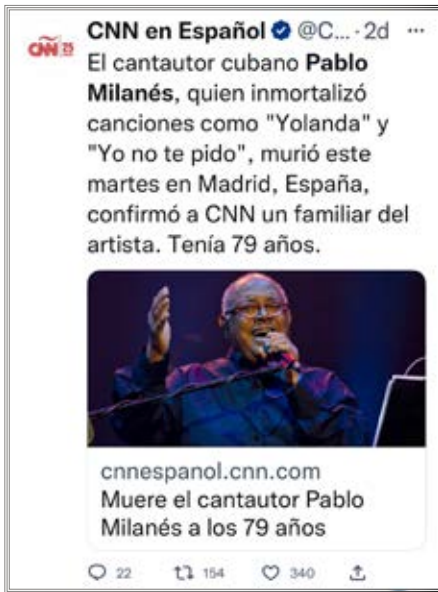 CNN en Español @C... · 2d ...
CNN 25
El cantautor cubano Pablo
Milanés, quien inmortalizó
canciones como "Yolanda" y
"Yo no te pido", murió este
martes en Madrid, España,
confirmó a CNN un familiar del
artista. Tenía 79 años.
cnnespanol.cnn.com
Muere el cantautor Pablo
Milanés a los 79 años
22 154 340